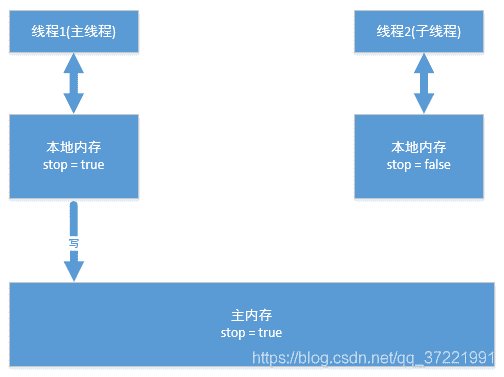 线程1(主线程)
线程2(子线程)
本地内存
stop = true
本地内存
stop = false
写
主内存
stop = true
https://blog.csdn.net/qq_37221991